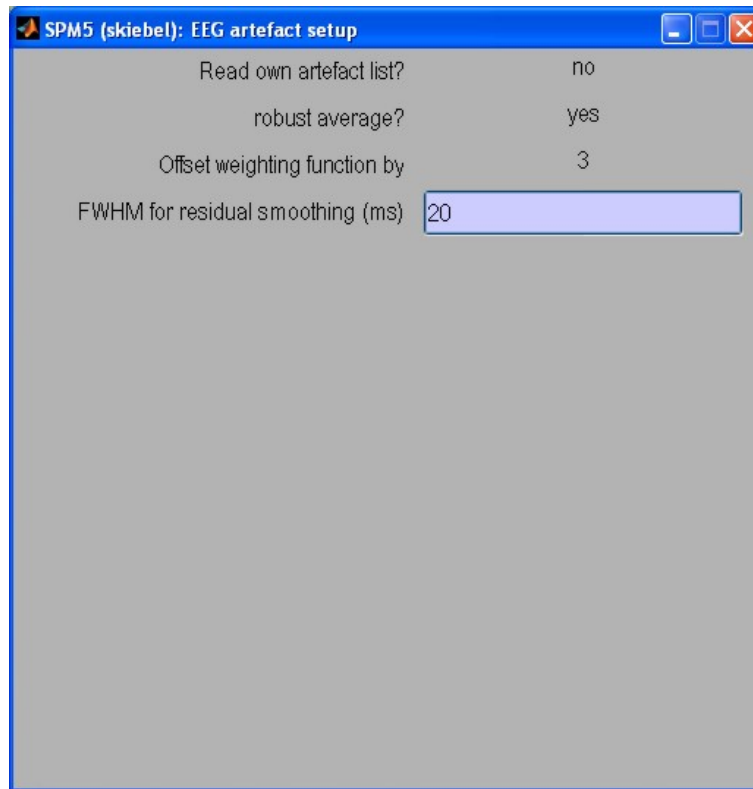 SPM5 (skiebel): EEG artefact setup
Read own artefact list? no
robust average? yes
Offset weighting function by 3
FWHM for residual smoothing (ms) 20